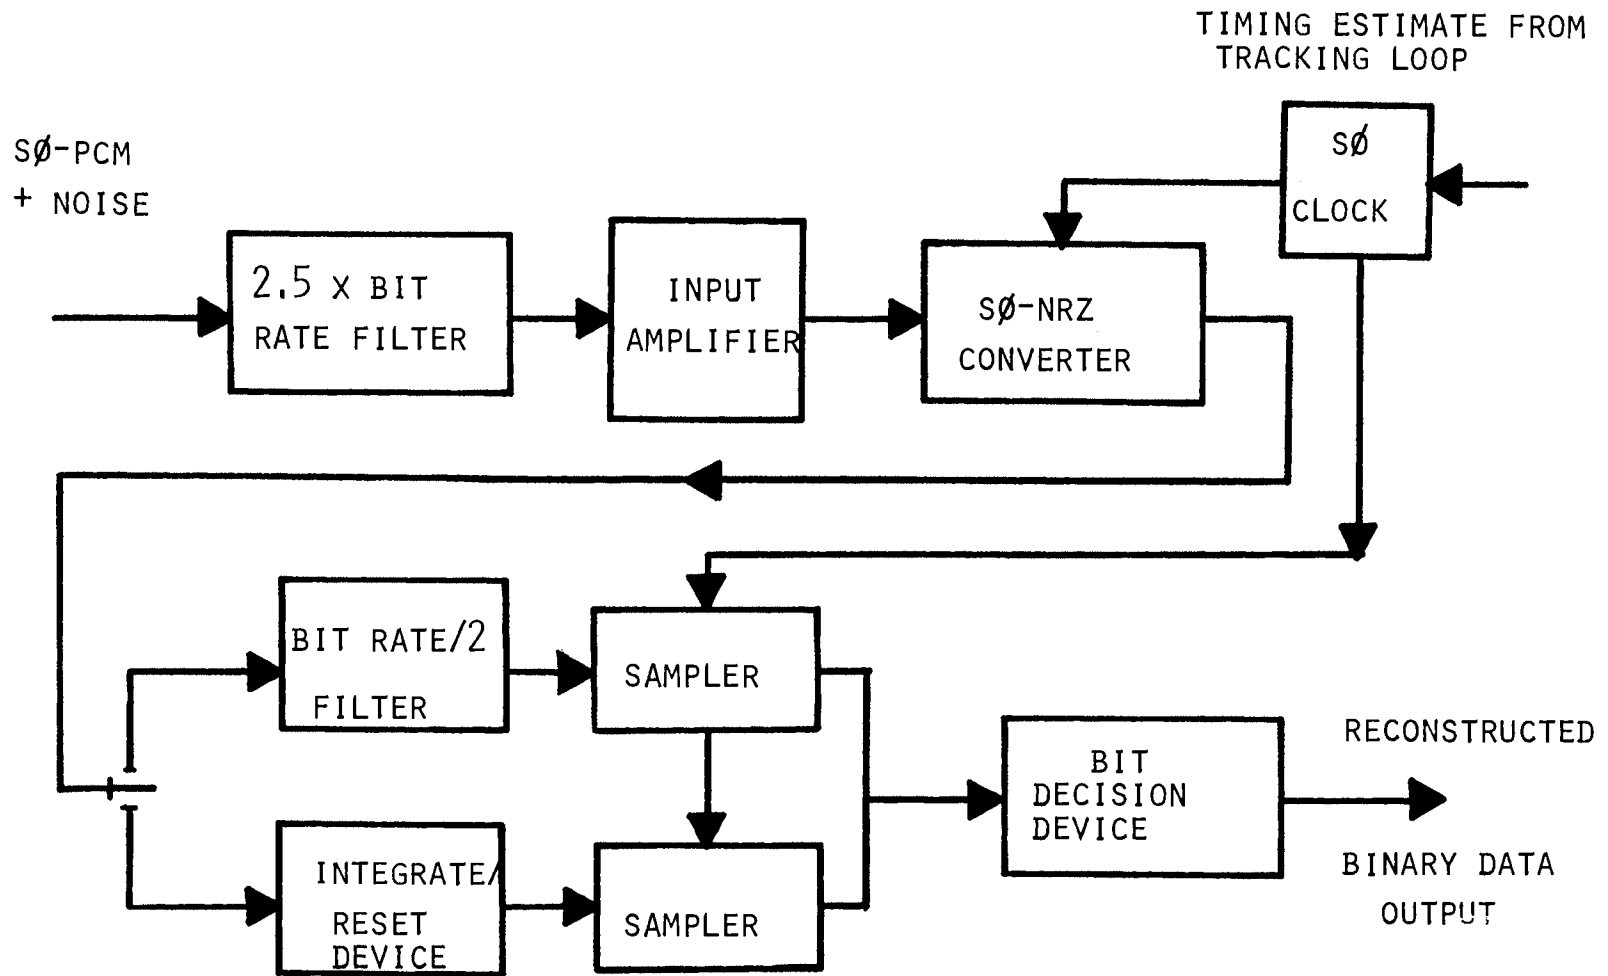 TIMING ESTIMATE FROM
TRACKING LOOP
SØ-PCM
+ NOISE
SØ
CLOCK
2.5 X BIT
RATE FILTER
INPUT
AMPLIFIER
SØ-NRZ
CONVERTER
BIT RATE/2
FILTER
SAMPLER
BIT
DECISION
DEVICE
RECONSTRUCTED
BINARY DATA
OUTPUT
INTEGRATE/
RESET
DEVICE
SAMPLER